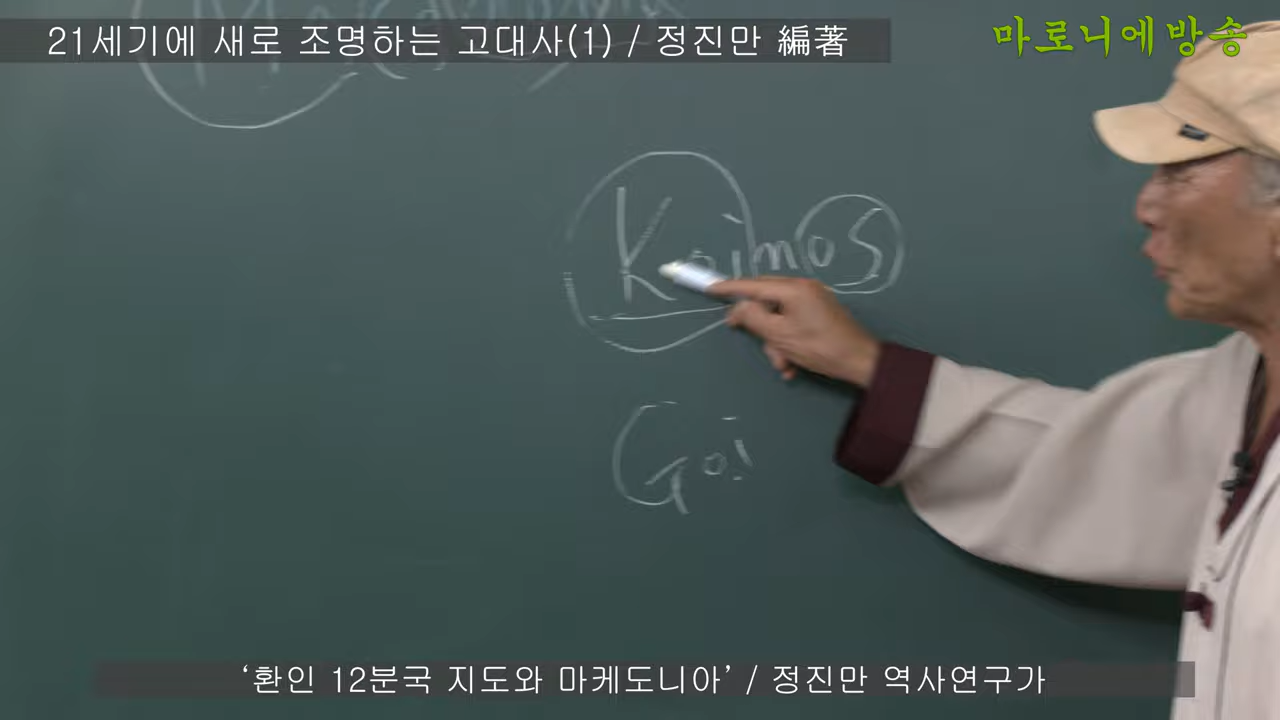 21세기에 새로 조명하는 고대사(1) / 정진만 編著
마로니에방송
Koimos
Goi
‘환인 12분국 지도와 마케도니아’ / 정진만 역사연구가